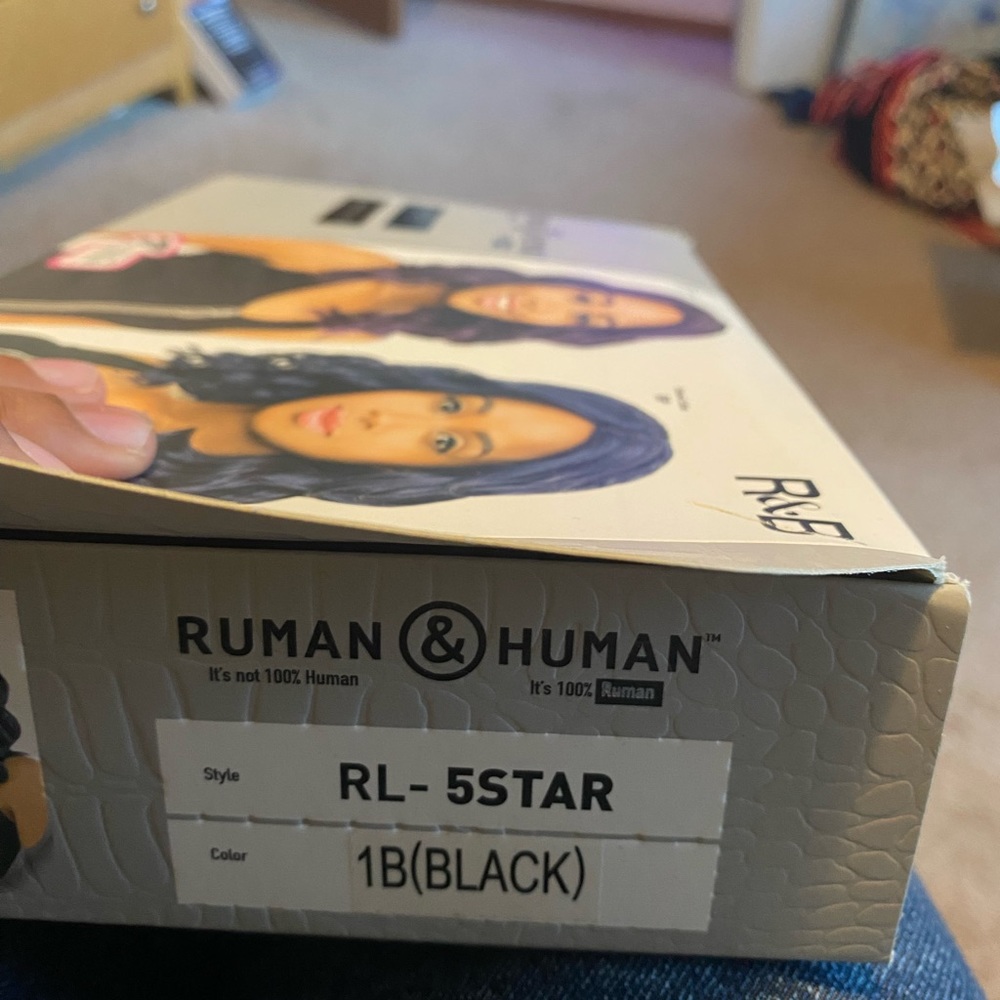 R&B
RUMAN & HUMAN™
It's not 100% Human
It's 100% Ruman
Style RL- 5STAR
Color 1B(BLACK)